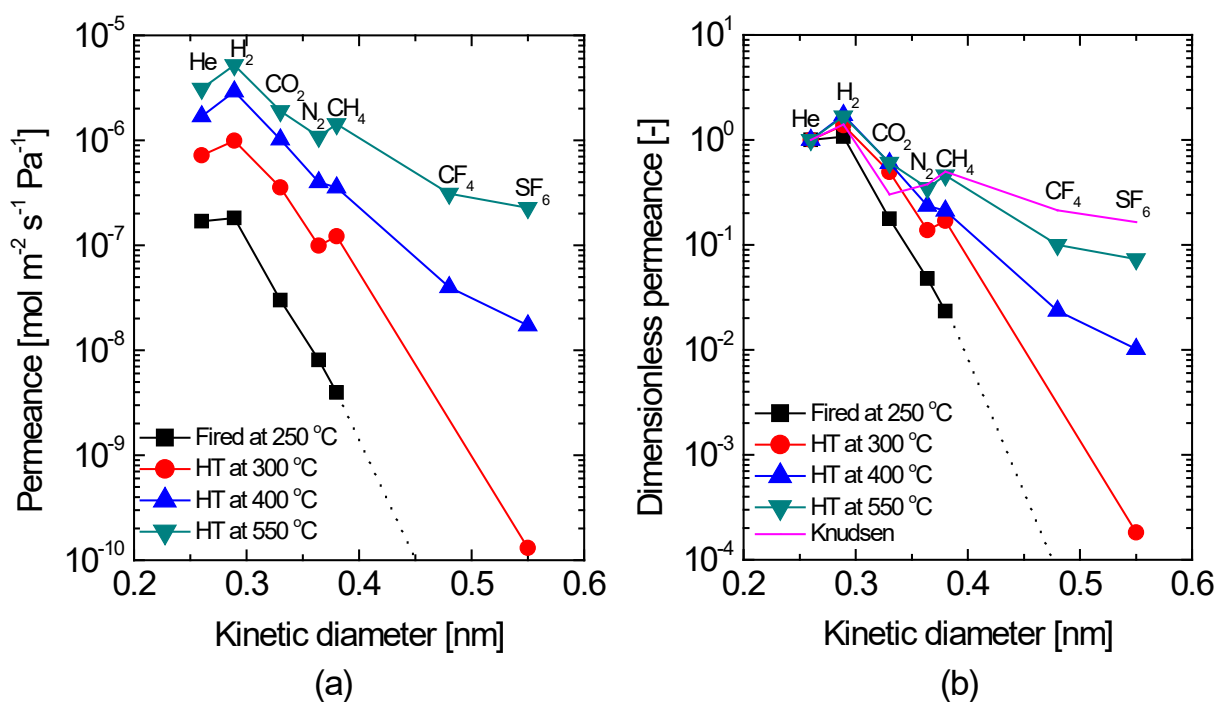 10⁻⁵
10⁻⁶
10⁻⁷
10⁻⁸
10⁻⁹
10⁻¹⁰
Permeance [mol m⁻² s⁻¹ Pa⁻¹]
He
H₂
CO₂
N₂
CH₄
CF₄
SF₆
Fired at 250 °C
HT at 300 °C
HT at 400 °C
HT at 550 °C
0.2 0.3 0.4 0.5 0.6
Kinetic diameter [nm]
(a)
10¹
10⁰
10⁻¹
10⁻²
10⁻³
10⁻⁴
Dimensionless permeance [-]
He
H₂
CO₂
N₂
CH₄
CF₄
SF₆
Fired at 250 °C
HT at 300 °C
HT at 400 °C
HT at 550 °C
Knudsen
0.2 0.3 0.4 0.5 0.6
Kinetic diameter [nm]
(b)